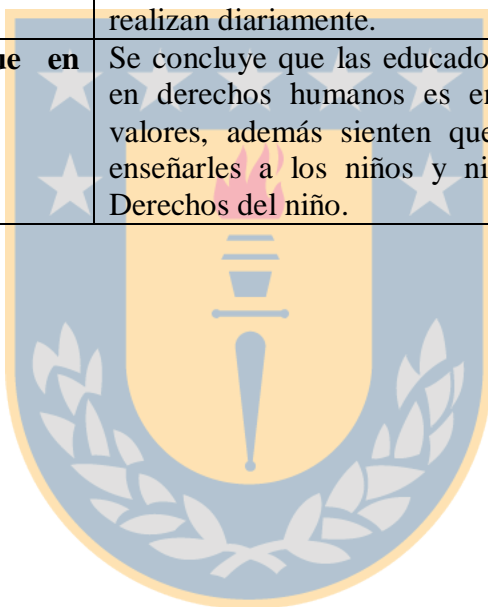 realizan diariamente.
en Se concluye que las educado
en derechos humanos es e
valores, además sienten que
enseñarles a los niños y ni
Derechos del niño.